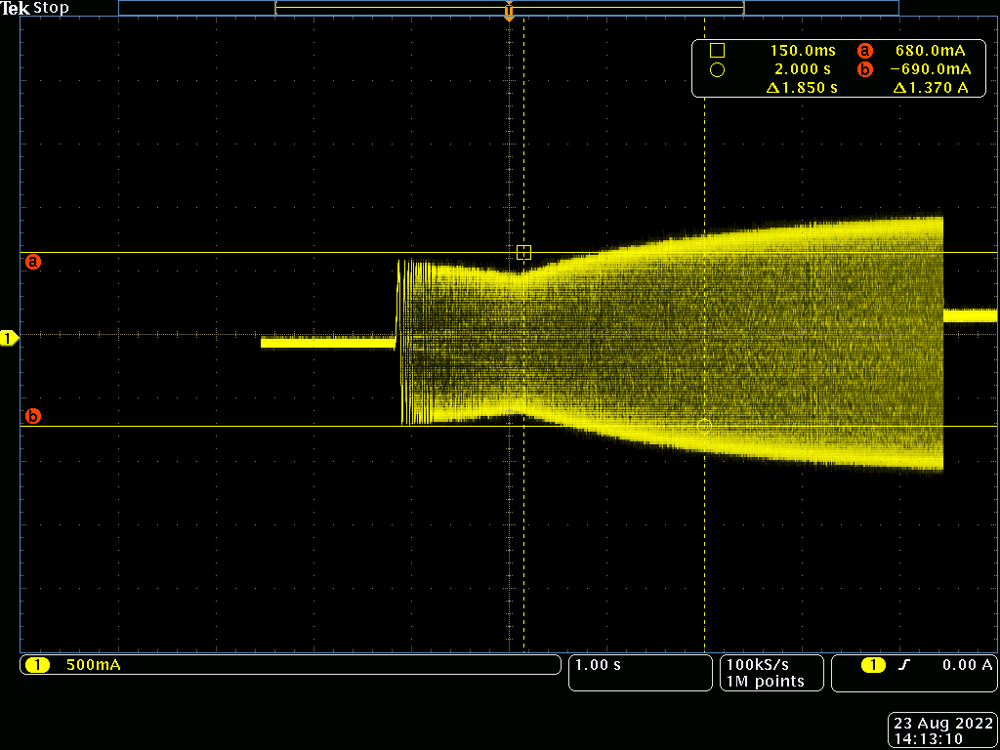 Tek Stop
T
150.0ms a 680.0mA
2.000 s b −690.0mA
Δ1.850 s Δ1.370 A
a
1
b
1 500mA
1.00 s
100kS/s
1M points
1 0.00 A
23 Aug 2022
14:13:10